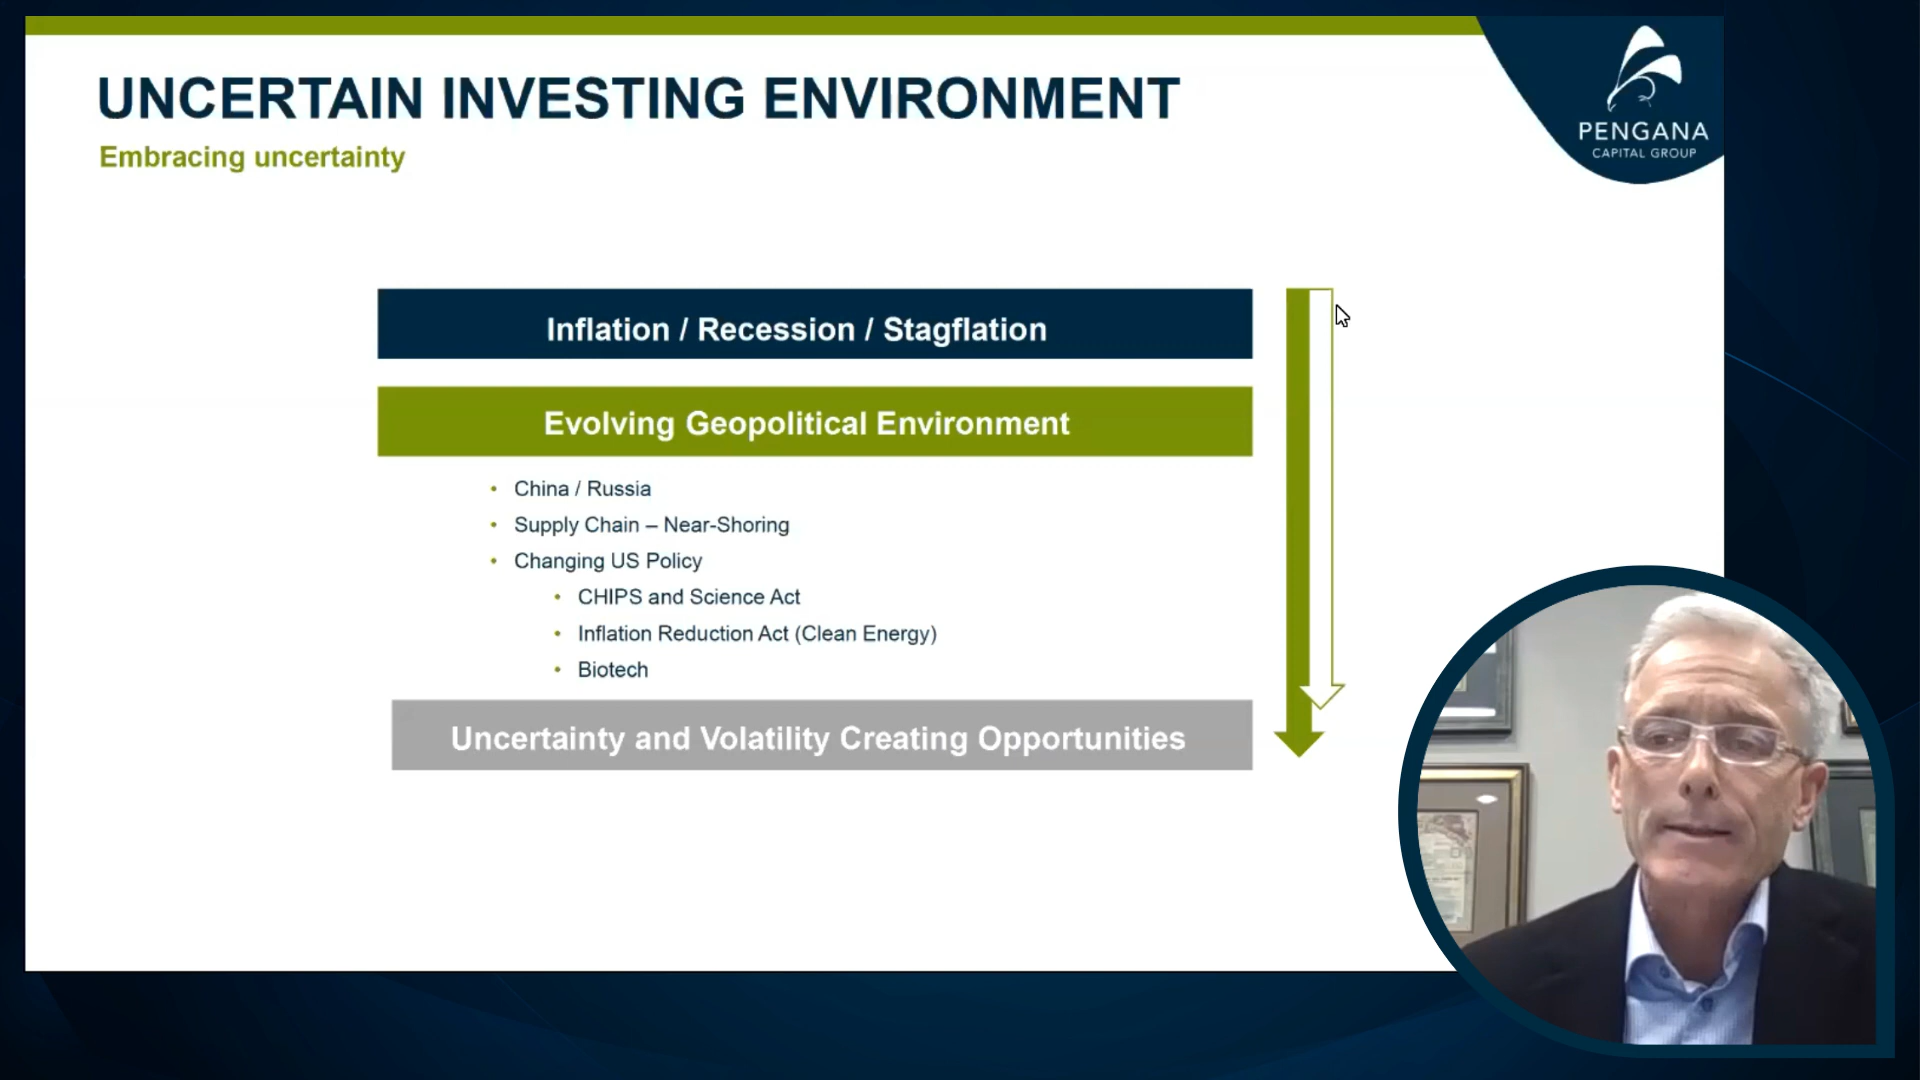 UNCERTAIN INVESTING ENVIRONMENT
Embracing uncertainty
PENGANA
CAPITAL GROUP
Inflation / Recession / Stagflation
Evolving Geopolitical Environment
• China / Russia
• Supply Chain – Near-Shoring
• Changing US Policy
• CHIPS and Science Act
• Inflation Reduction Act (Clean Energy)
• Biotech
Uncertainty and Volatility Creating Opportunities